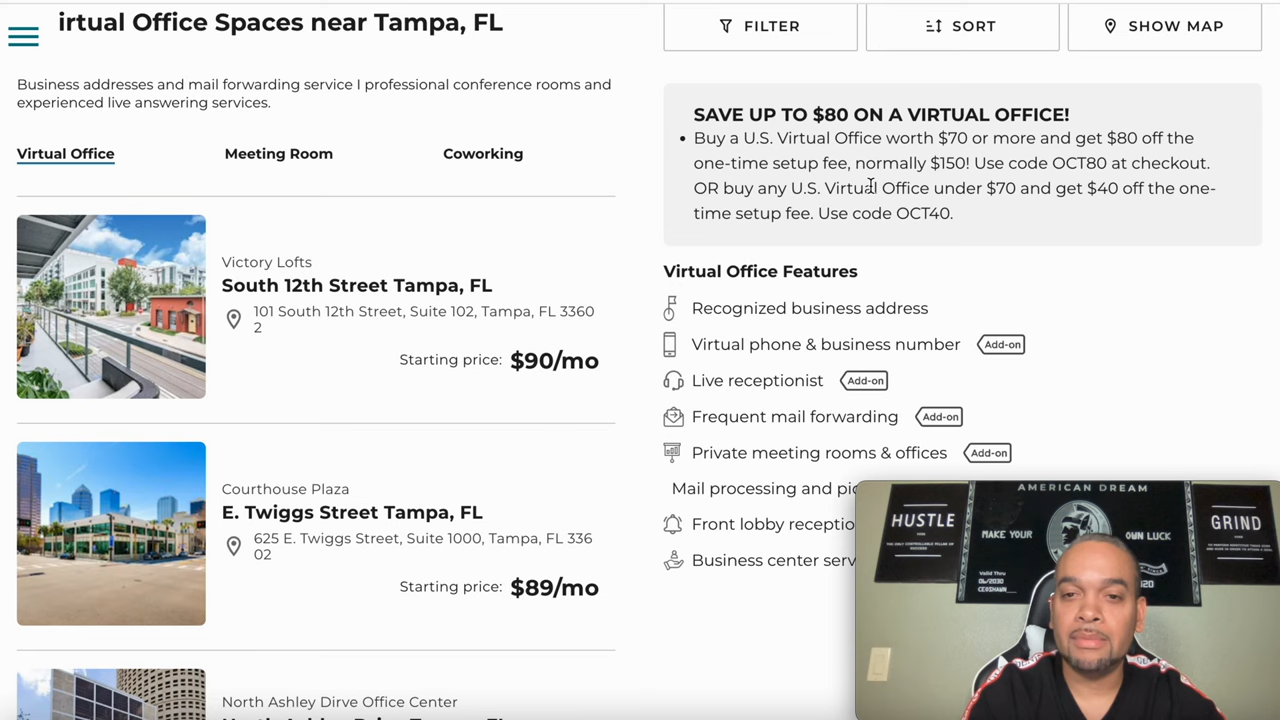 irtual Office Spaces near Tampa, FL
FILTER
SORT
SHOW MAP
Business addresses and mail forwarding service I professional conference rooms and
experienced live answering services.
Virtual Office
Meeting Room
Coworking
Victory Lofts
South 12th Street Tampa, FL
101 South 12th Street, Suite 102, Tampa, FL 3360
2
Starting price: $90/mo
Courthouse Plaza
E. Twiggs Street Tampa, FL
625 E. Twiggs Street, Suite 1000, Tampa, FL 336
02
Starting price: $89/mo
North Ashley Dirve Office Center
SAVE UP TO $80 ON A VIRTUAL OFFICE!
• Buy a U.S. Virtual Office worth $70 or more and get $80 off the
one-time setup fee, normally $150! Use code OCT80 at checkout.
OR buy any U.S. Virtual Office under $70 and get $40 off the one-
time setup fee. Use code OCT40.
Virtual Office Features
Recognized business address
Virtual phone & business number Add-on
Live receptionist Add-on
Frequent mail forwarding Add-on
Private meeting rooms & offices Add-on
Mail processing and pic
Front lobby receptio
Business center serv
AMERICAN DREAM
HUSTLE
MAKE YOUR
OWN LUCK
GRIND
Valid Thru